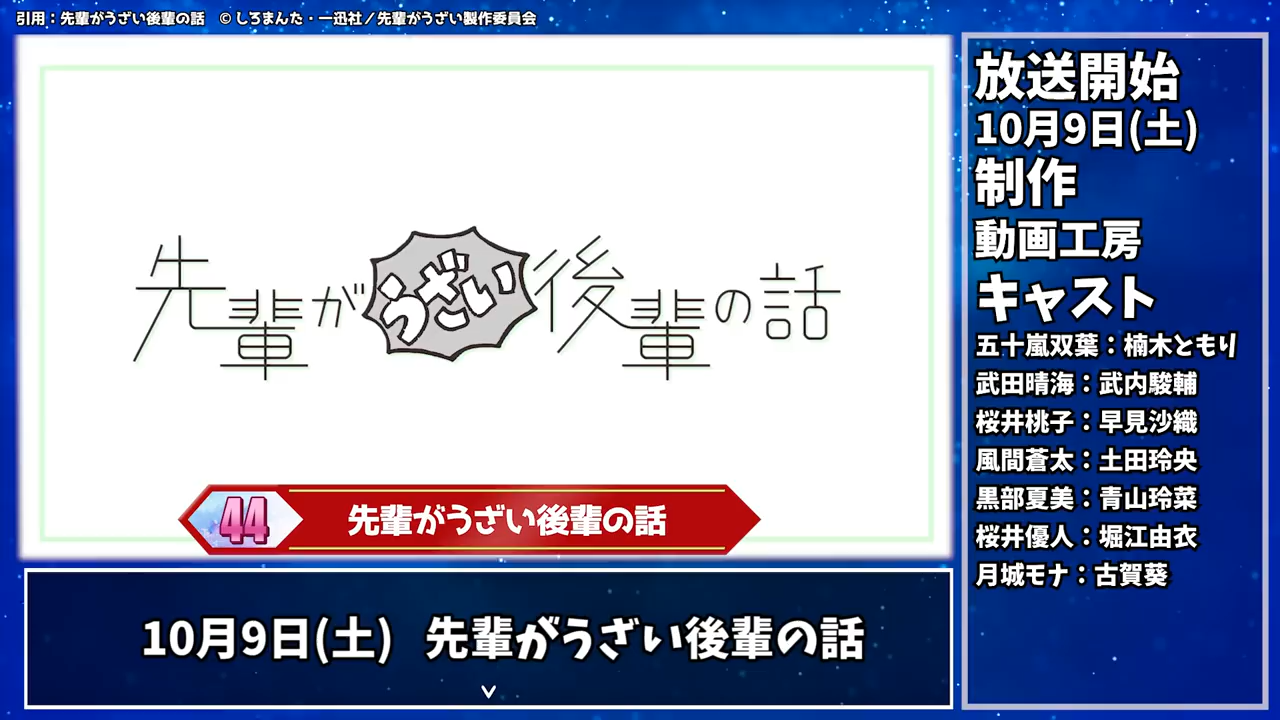 引用：先輩がうざい後輩の話　© しろまんた・一迅社／先輩がうざい製作委員会
先輩がうざい後輩の話
44
先輩がうざい後輩の話
10月9日(土)　先輩がうざい後輩の話
放送開始
10月9日(土)
制作
動画工房
キャスト
五十嵐双葉：楠木ともり
武田晴海：武内駿輔
桜井桃子：早見沙織
風間蒼太：土田玲央
黒部夏美：青山玲菜
桜井優人：堀江由衣
月城モナ：古賀葵